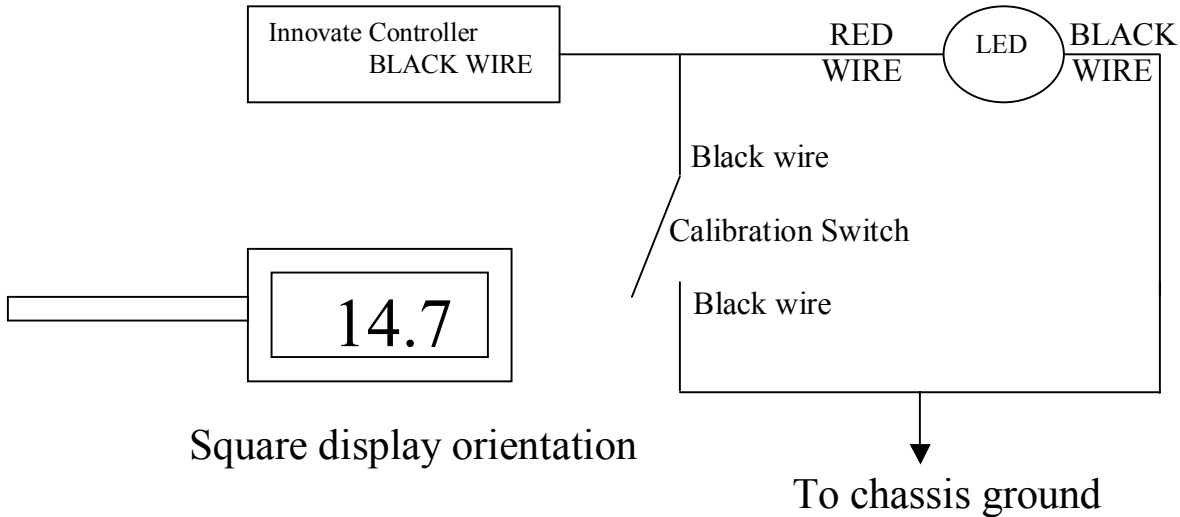 Innovate Controller
BLACK WIRE
RED
WIRE
LED
BLACK
WIRE
Black wire
Calibration Switch
Black wire
14.7
Square display orientation
To chassis ground